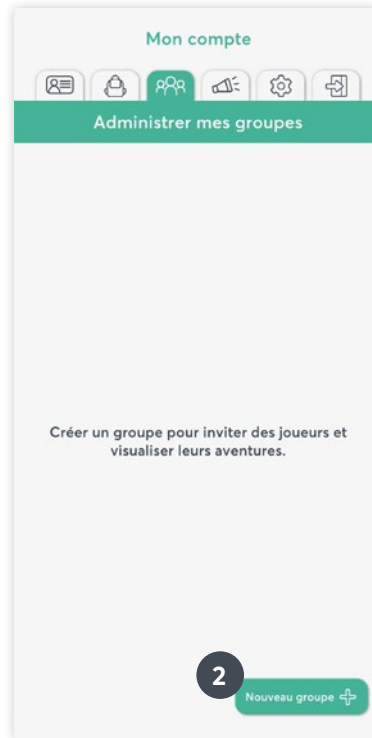 Mon compte
Administrer mes groupes
Créer un groupe pour inviter des joueurs et
visualiser leurs aventures.
2
Nouveau groupe